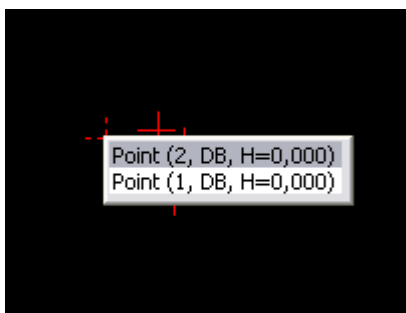 Point (2, DB, H=0,000)
Point (1, DB, H=0,000)